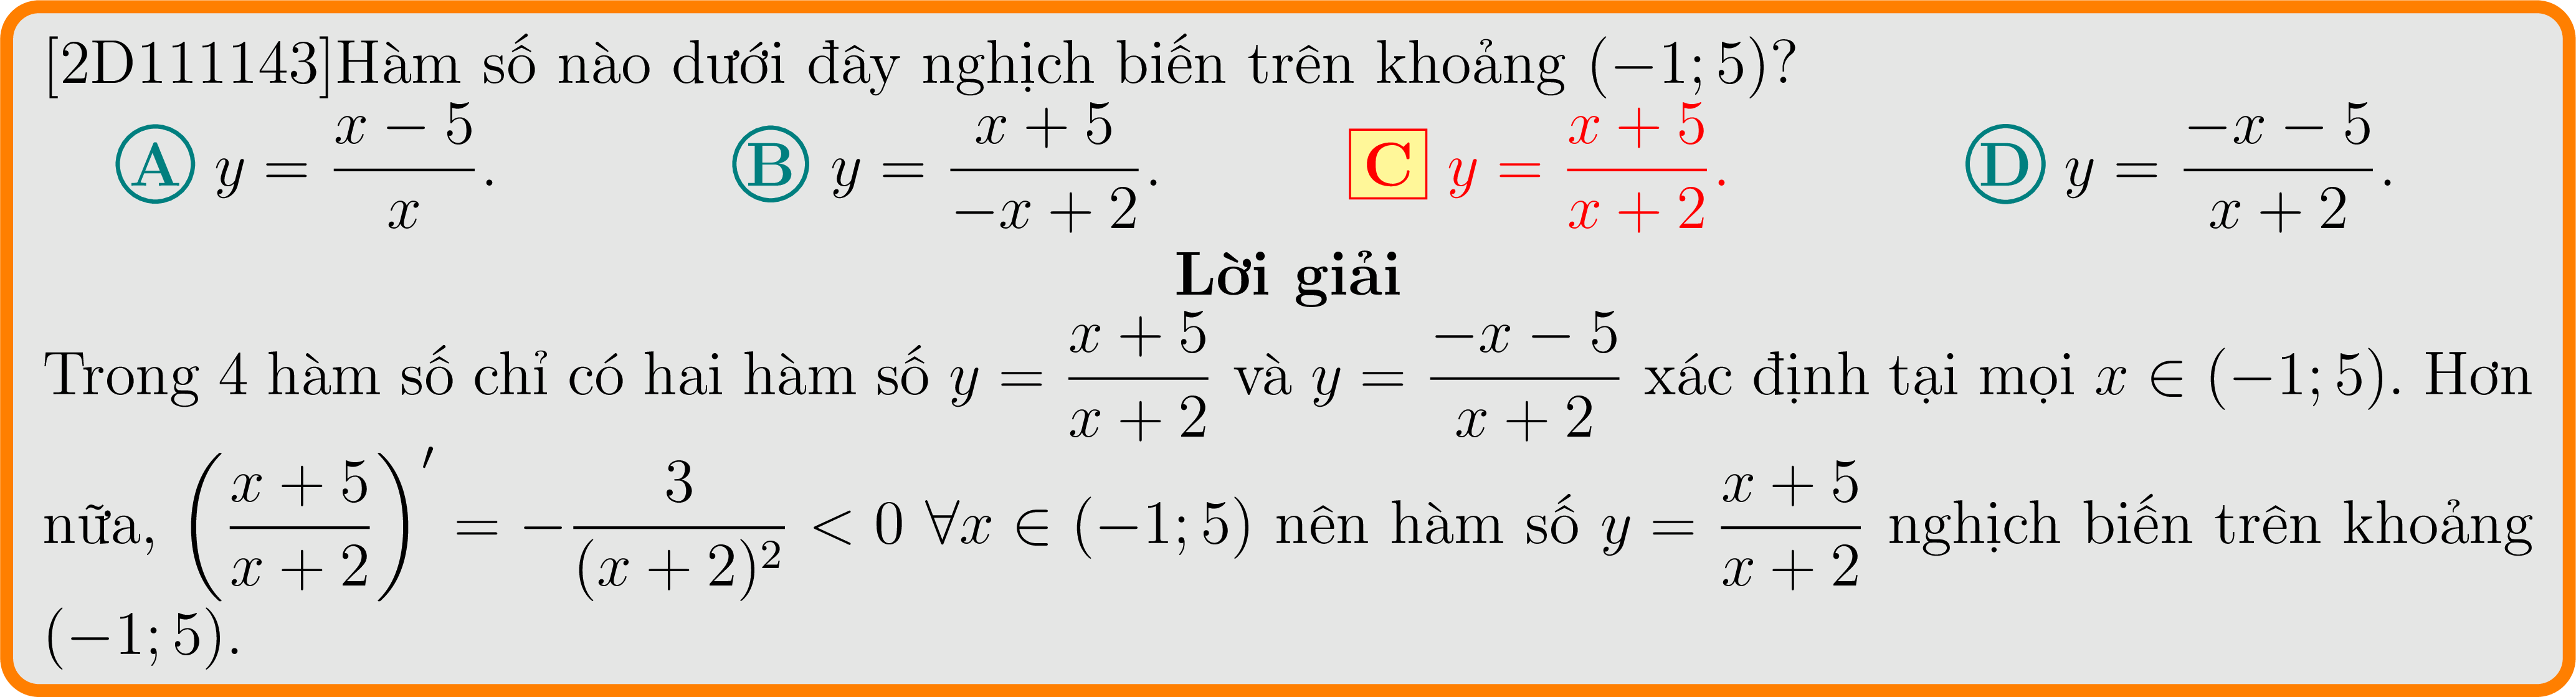 [2D111143]Hàm số nào dưới đây nghịch biến trên khoảng (−1; 5)?
A y = \frac{x − 5}{x}. B y = \frac{x + 5}{−x + 2}. C y = \frac{x + 5}{x + 2}. D y = \frac{−x − 5}{x + 2}.
Lời giải
Trong 4 hàm số chỉ có hai hàm số y = \frac{x + 5}{x + 2} và y = \frac{−x − 5}{x + 2} xác định tại mọi x ∈ (−1; 5). Hơn
nữa, \left(\frac{x + 5}{x + 2}\right)' = −\frac{3}{(x + 2)^2} < 0 ∀x ∈ (−1; 5) nên hàm số y = \frac{x + 5}{x + 2} nghịch biến trên khoảng
(−1; 5).